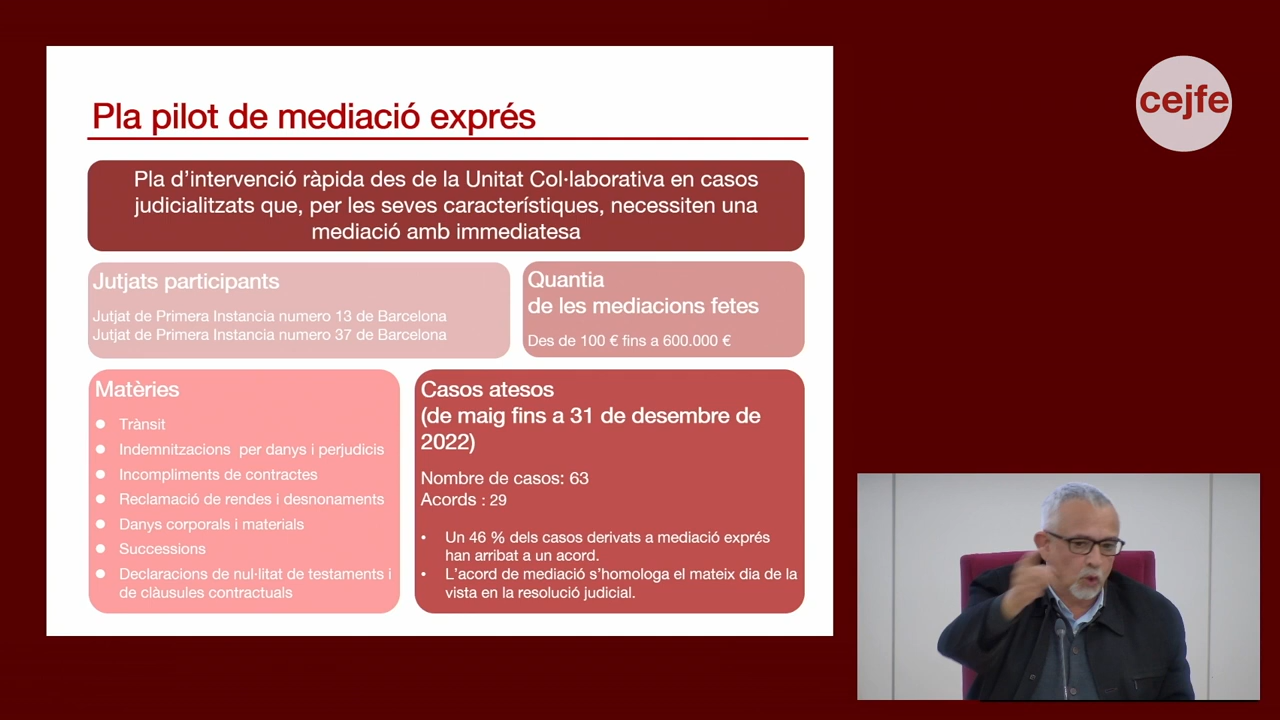 Pla pilot de mediació exprés
Pla d'intervenció ràpida des de la Unitat Col·laborativa en casos
judicialitzats que, per les seves característiques, necessiten una
mediació amb immediatesa
Jutjats participants
Jutjat de Primera Instancia numero 13 de Barcelona
Jutjat de Primera Instancia numero 37 de Barcelona
Quantia
de les mediacions fetes
Des de 100 € fins a 600.000 €
Matèries
● Trànsit
● Indemnitzacions per danys i perjudicis
● Incompliments de contractes
● Reclamació de rendes i desnonaments
● Danys corporals i materials
● Successions
● Declaracions de nul·litat de testaments i
de clàusules contractuals
Casos atesos
(de maig fins a 31 de desembre de
2022)
Nombre de casos: 63
Acords : 29
• Un 46 % dels casos derivats a mediació exprés
han arribat a un acord.
• L'acord de mediació s'homologa el mateix dia de la
vista en la resolució judicial.
cejfe